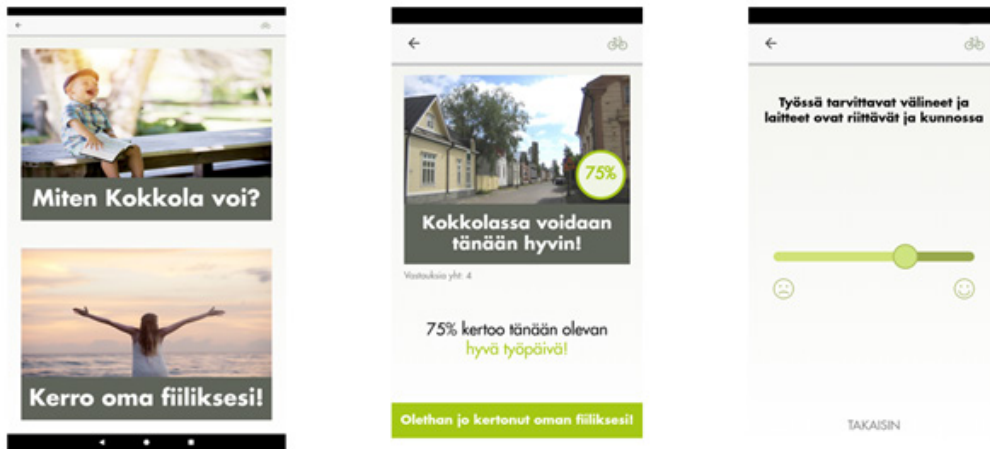 Miten Kokkola voi?
Kerro oma fiiliksesi!
75%
Kokkolassa voidaan
tänään hyvin!
Vastauksia yht: 4
75% kertoo tänään olevan
hyvä työpäivä!
Olethan jo kertonut oman fiiliksesi!
Työssä tarvittavat välineet ja
laitteet ovat riittävät ja kunnossa
TAKAISIN